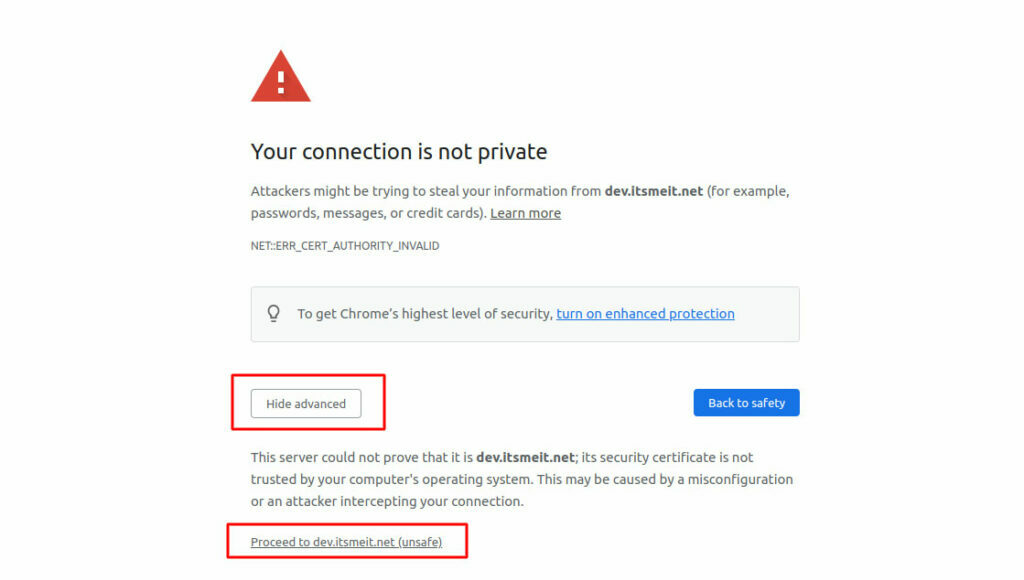 Your connection is not private
Attackers might be trying to steal your information from dev.itsmeit.net (for example,
passwords, messages, or credit cards). Learn more
NET::ERR_CERT_AUTHORITY_INVALID
To get Chrome's highest level of security, turn on enhanced protection
Hide advanced
Back to safety
This server could not prove that it is dev.itsmeit.net; its security certificate is not
trusted by your computer's operating system. This may be caused by a misconfiguration
or an attacker intercepting your connection.
Proceed to dev.itsmeit.net (unsafe)